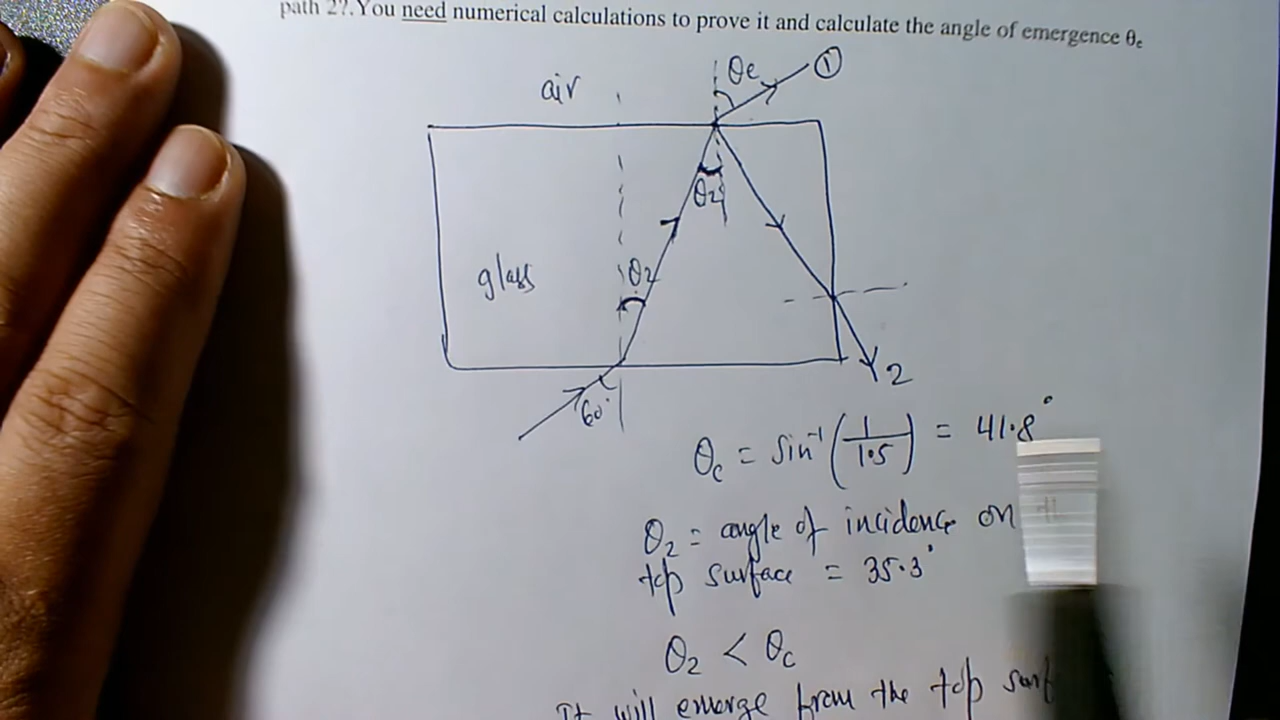 path 2?. You need numerical calculations to prove it and calculate the angle of emergence θe
θe
①
air
θ2
glass
θ2
60°
2
θc = sin⁻¹(1/1.5) = 41.8°
θ2 = angle of incidence on
top surface = 35.3°
θ2 < θc
It will emerge from the top